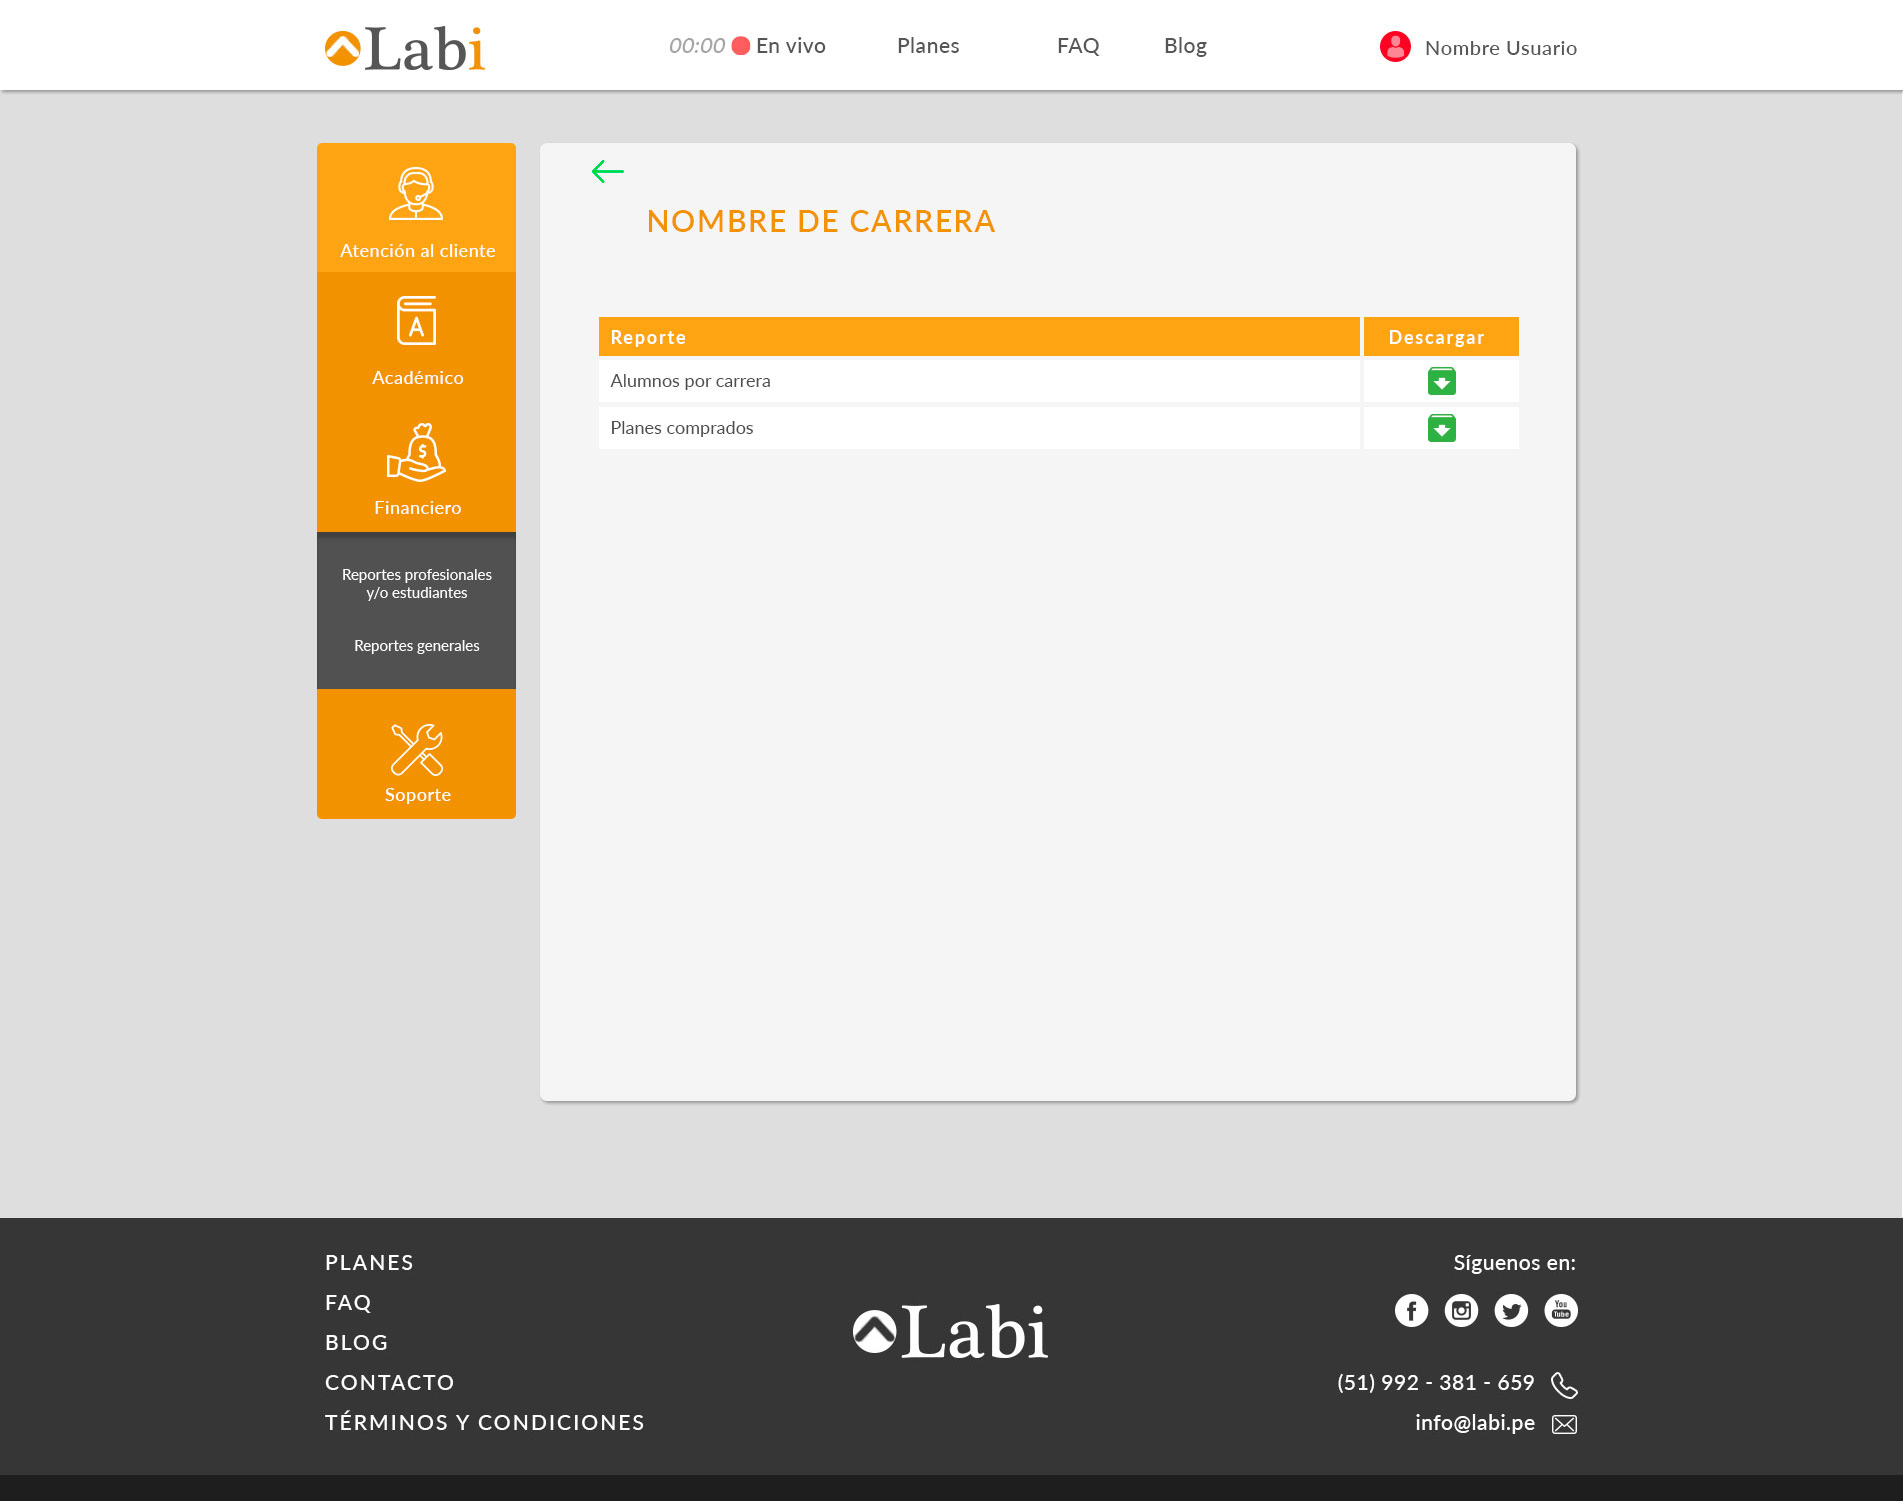 Labi
00:00 En vivo
Planes
FAQ
Blog
Nombre Usuario
Atención al cliente
A
Académico
$
Financiero
Reportes profesionales
y/o estudiantes
Reportes generales
Soporte
NOMBRE DE CARRERA
Reporte Descargar
Alumnos por carrera
Planes comprados
PLANES
FAQ
BLOG
CONTACTO
TÉRMINOS Y CONDICIONES
Labi
Síguenos en:
f
You
Tube
(51) 992 - 381 - 659
info@labi.pe